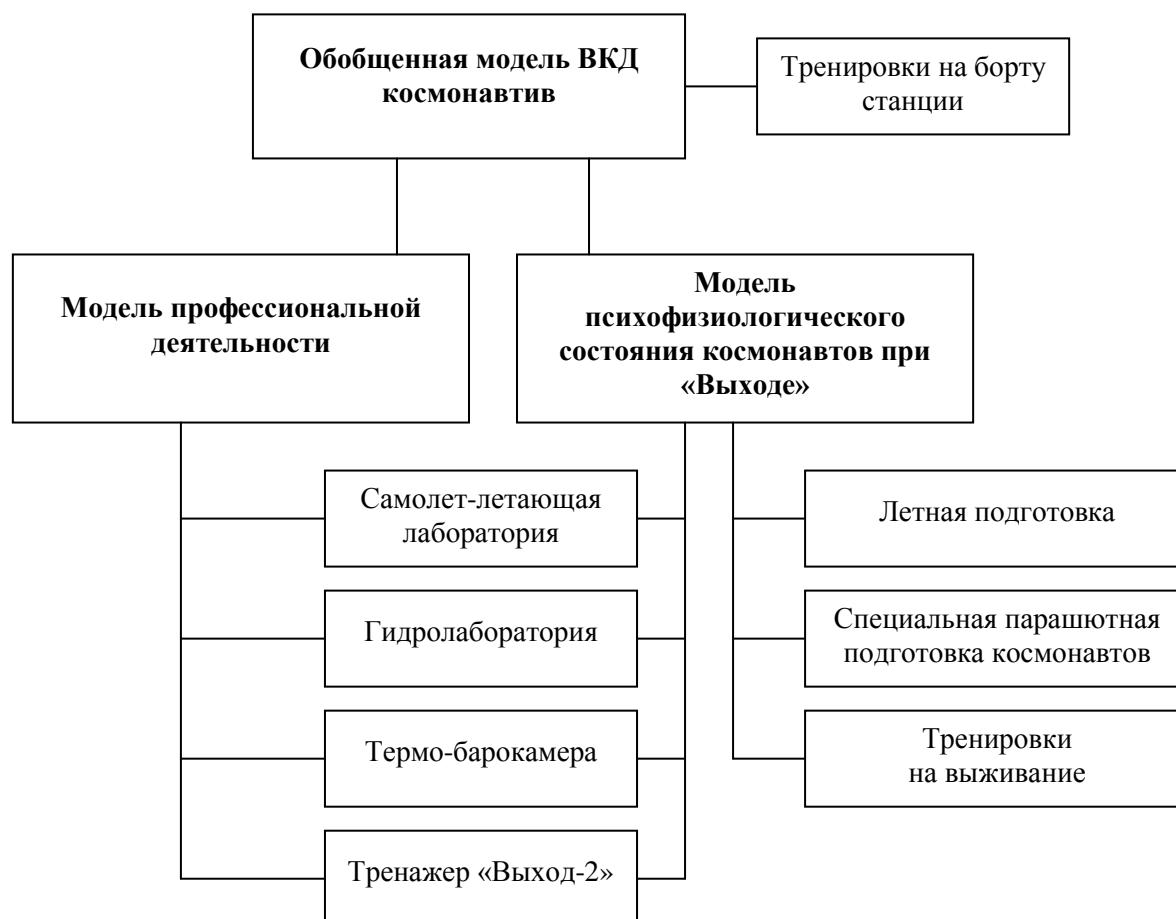 Обобщенная модель ВКД
космонавтив
Тренировки на борту
станции
Модель профессиональной
деятельности
Модель
психофизиологического
состояния космонавтов при
«Выходе»
Самолет-летающая
лаборатория
Летная подготовка
Гидролаборатория
Специальная парашютная
подготовка космонавтов
Термо-барокамера
Тренировки
на выживание
Тренажер «Выход-2»